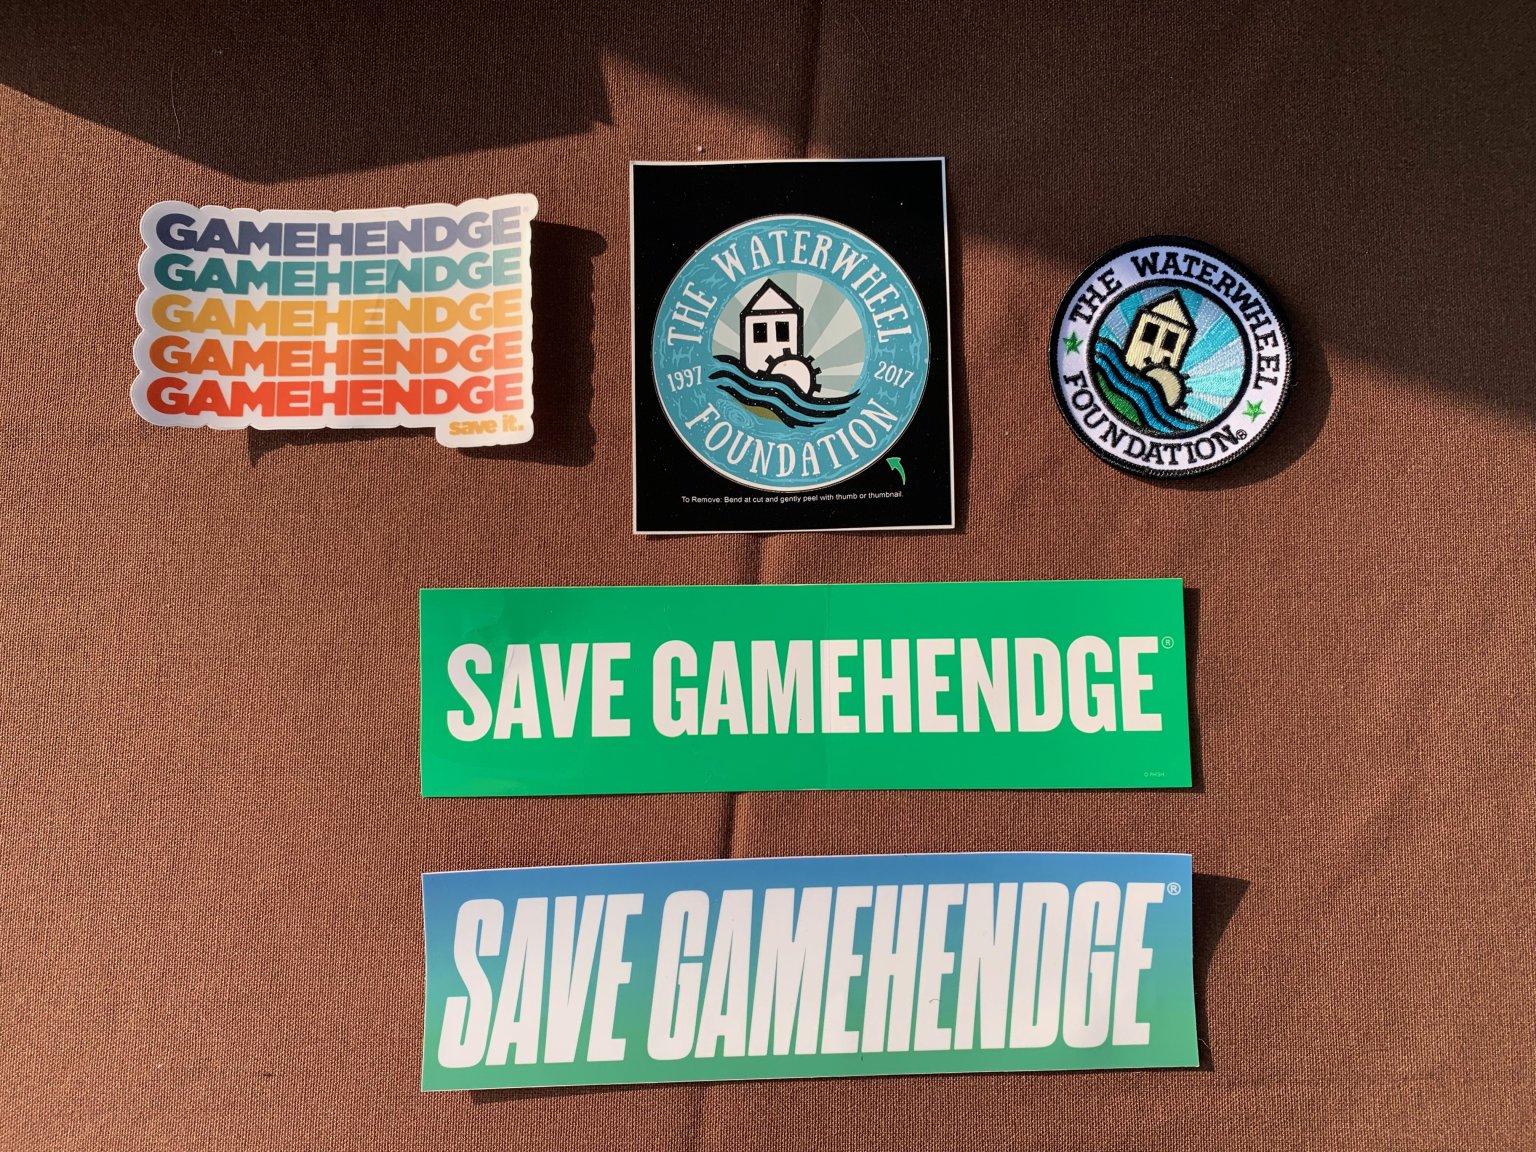 GAMEHENDGE®
GAMEHENDGE
GAMEHENDGE
GAMEHENDGE
GAMEHENDGE
save it.
THE WATERWHEEL
1997 2017
FOUNDATION
To Remove: Bend at cut and gently peel with thumb or thumbnail.
THE WATERWHEEL
FOUNDATION®
SAVE GAMEHENDGE®
© PHISH
SAVE GAMEHENDGE®